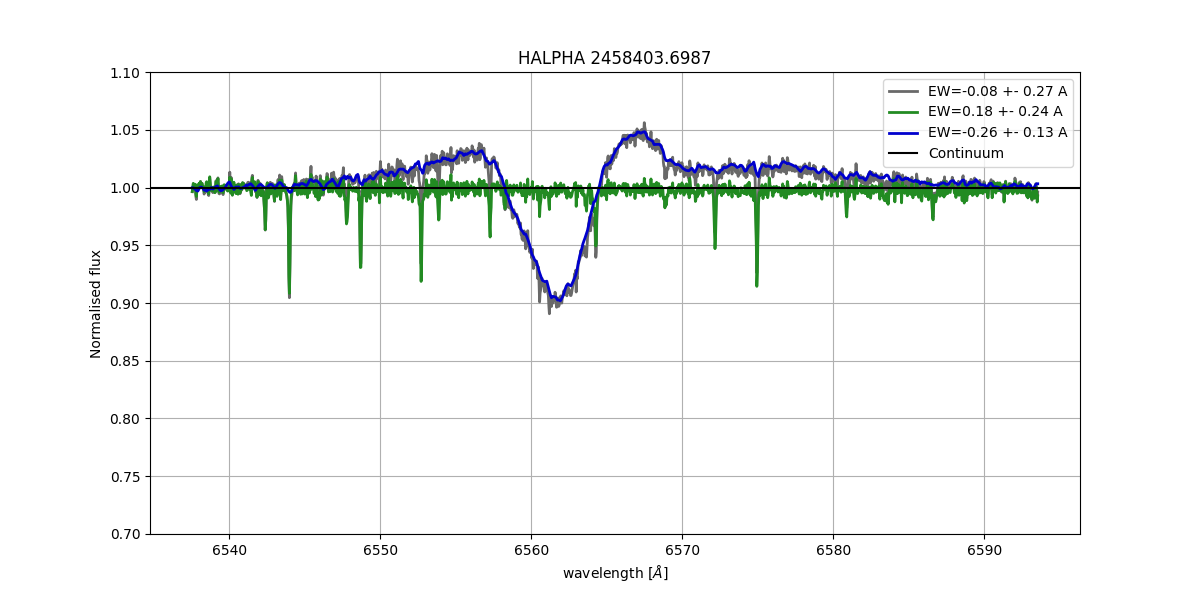 HALPHA 2458403.6987
EW=-0.08 +- 0.27 A
EW=0.18 +- 0.24 A
EW=-0.26 +- 0.13 A
Continuum
Normalised flux
1.10
1.05
1.00
0.95
0.90
0.85
0.80
0.75
0.70
6540 6550 6560 6570 6580 6590
wavelength [Å]